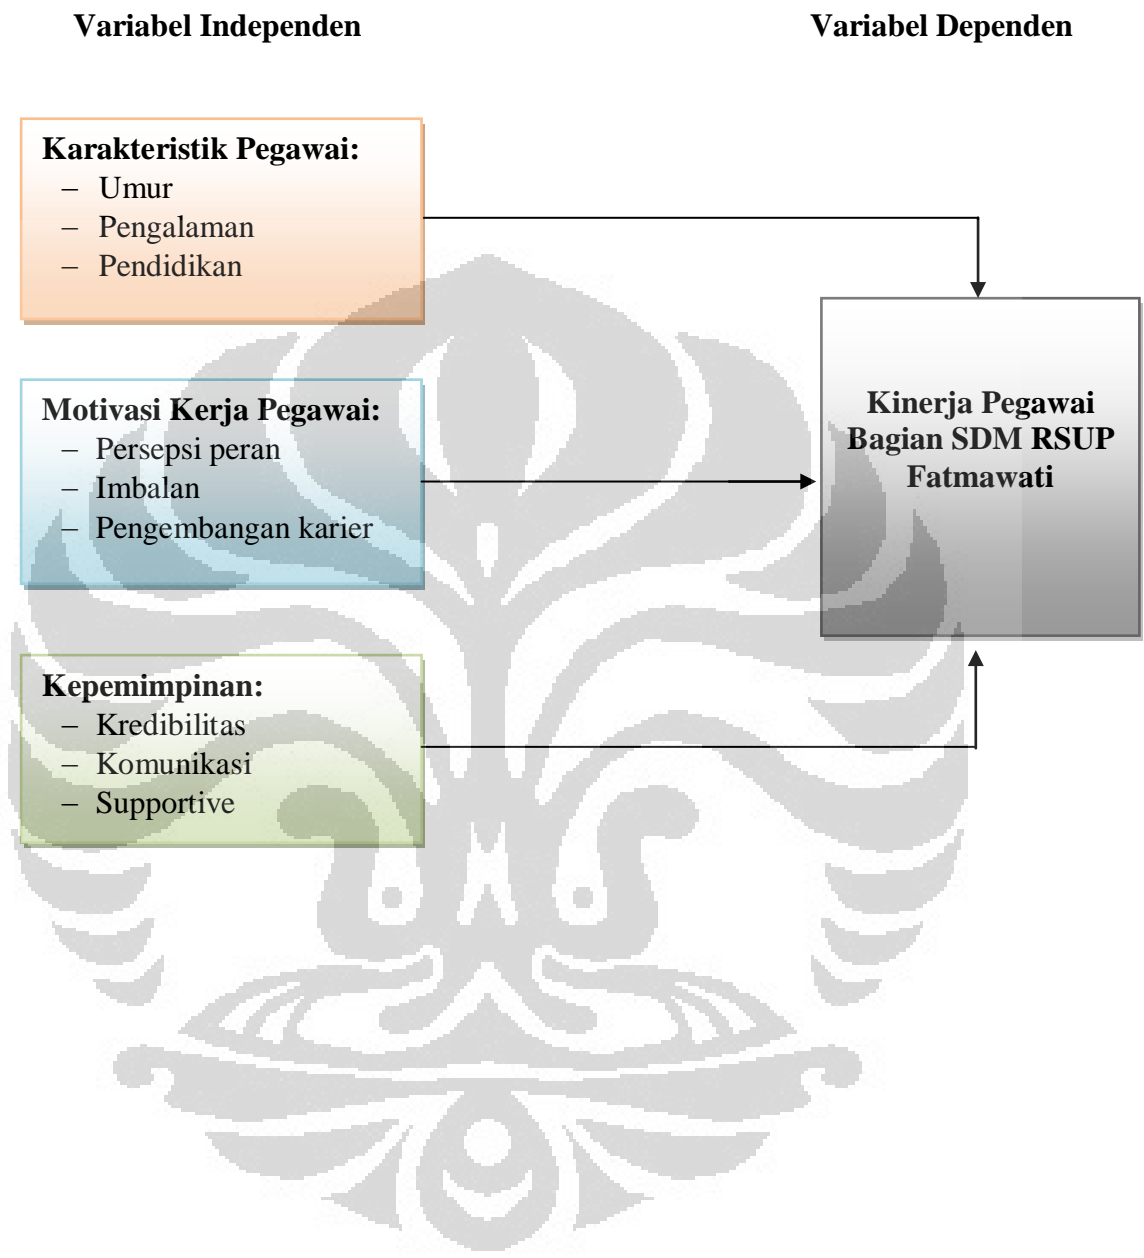 Variabel Independen
Variabel Dependen
Karakteristik Pegawai:
– Umur
– Pengalaman
– Pendidikan
Motivasi Kerja Pegawai:
– Persepsi peran
– Imbalan
– Pengembangan karier
Kepemimpinan:
– Kredibilitas
– Komunikasi
– Supportive
Kinerja Pegawai
Bagian SDM RSUP
Fatmawati